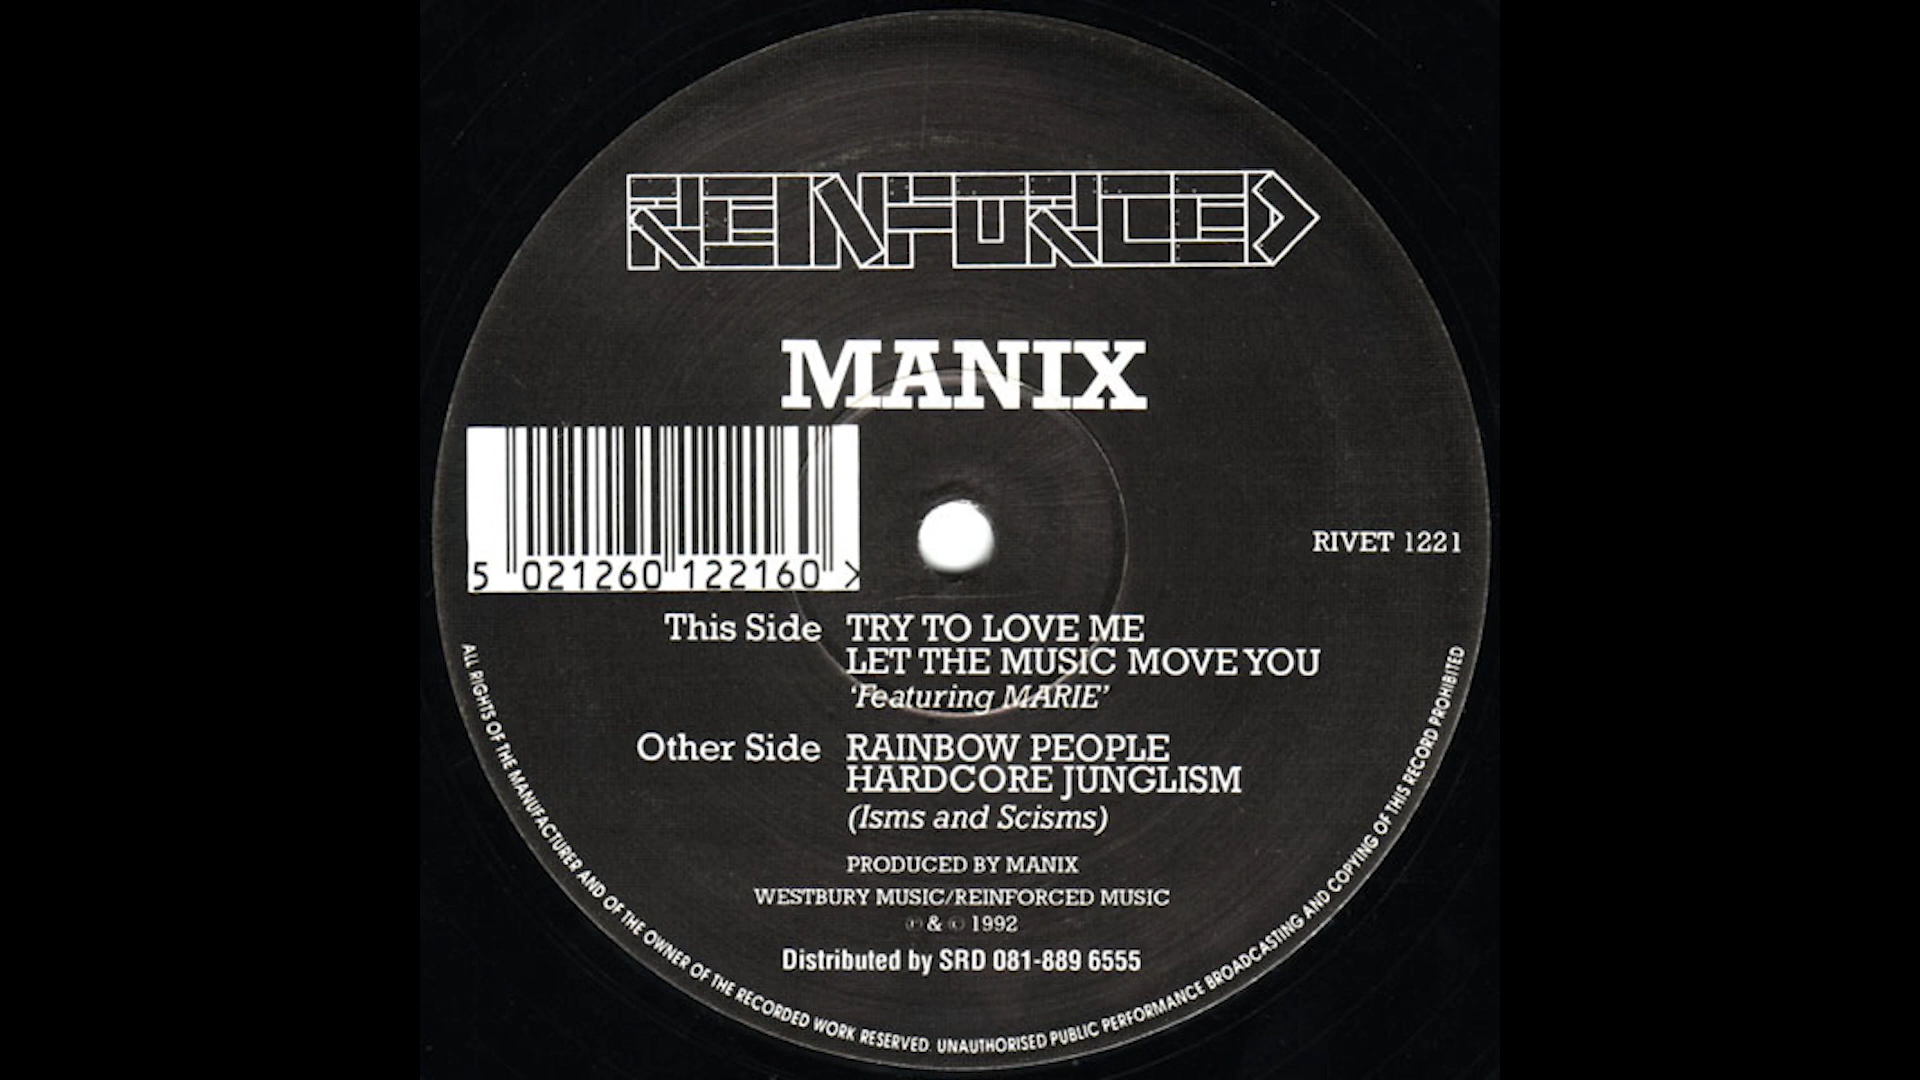 REINFORCED
MANIX
5 021260 122160 >
RIVET 1221
This Side TRY TO LOVE ME
LET THE MUSIC MOVE YOU
‘Featuring MARIE’
Other Side RAINBOW PEOPLE
HARDCORE JUNGLISM
(Isms and Scisms)
PRODUCED BY MANIX
WESTBURY MUSIC/REINFORCED MUSIC
℗ & © 1992
Distributed by SRD 081-889 6555
ALL RIGHTS OF THE MANUFACTURER AND OF THE OWNER OF THE RECORDED WORK RESERVED. UNAUTHORISED PUBLIC PERFORMANCE BROADCASTING AND COPYING OF THIS RECORD PROHIBITED